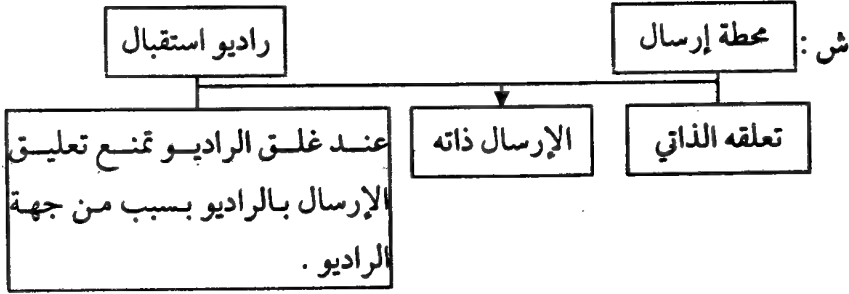 ش :
محطة إرسال
راديو استقبال
تعلقه الذاتي
الإرسال ذاته
عند غلق الراديو تمنع تعليق
الإرسال بالراديو بسبب من جهة
الراديو .